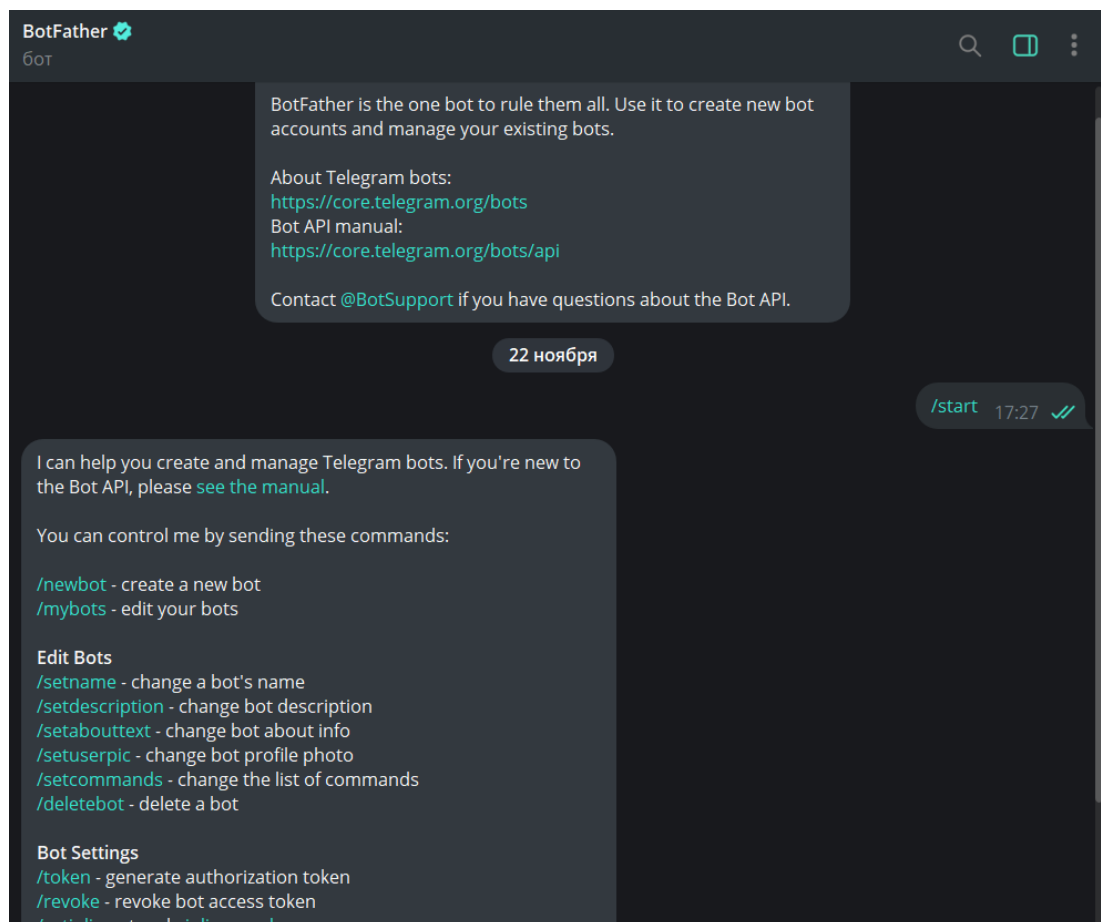 BotFather
бот
BotFather is the one bot to rule them all. Use it to create new bot
accounts and manage your existing bots.
About Telegram bots:
https://core.telegram.org/bots
Bot API manual:
https://core.telegram.org/bots/api
Contact @BotSupport if you have questions about the Bot API.
22 ноября
/start 17:27
I can help you create and manage Telegram bots. If you're new to
the Bot API, please see the manual.
You can control me by sending these commands:
/newbot - create a new bot
/mybots - edit your bots
Edit Bots
/setname - change a bot's name
/setdescription - change bot description
/setabouttext - change bot about info
/setuserpic - change bot profile photo
/setcommands - change the list of commands
/deletebot - delete a bot
Bot Settings
/token - generate authorization token
/revoke - revoke bot access token